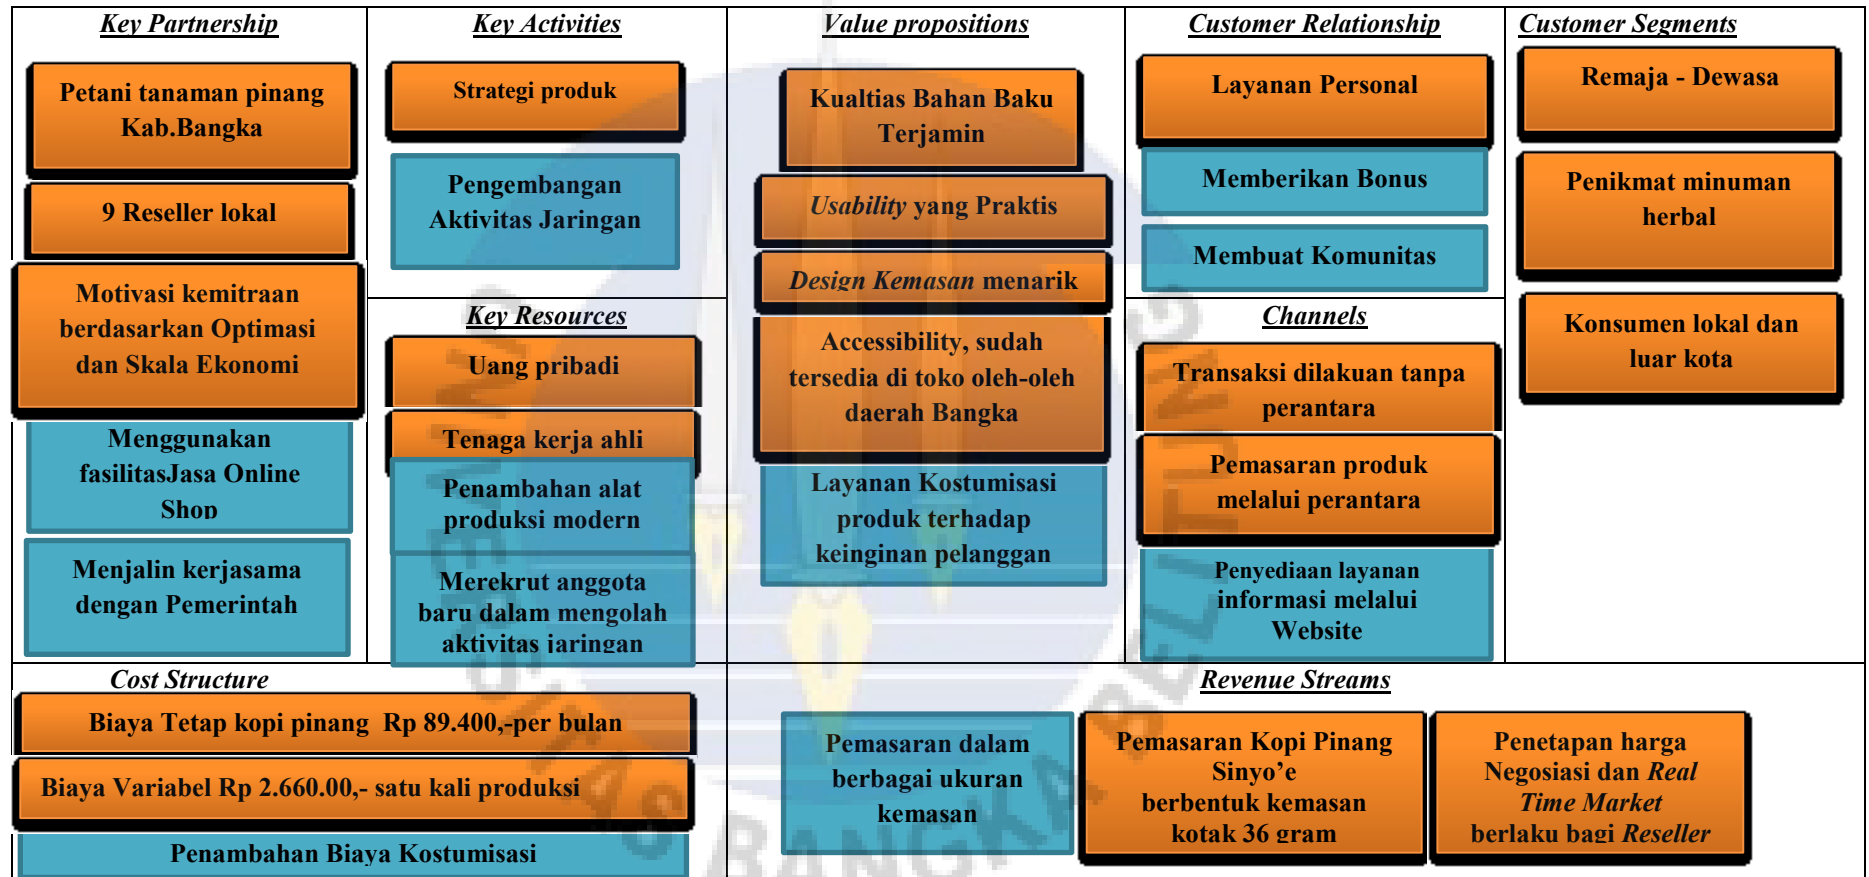 Key Partnership
Petani tanaman pinang
Kab.Bangka
9 Reseller lokal
Motivasi kemitraan
berdasarkan Optimasi
dan Skala Ekonomi
Menggunakan
fasilitasJasa Online
Shop
Menjalin kerjasama
dengan Pemerintah
Key Activities
Strategi produk
Pengembangan
Aktivitas Jaringan
Key Resources
Uang pribadi
Tenaga kerja ahli
Penambahan alat
produksi modern
Merekrut anggota
baru dalam mengolah
aktivitas jaringan
Value propositions
Kualtias Bahan Baku
Terjamin
Usability yang Praktis
Design Kemasan menarik
Accessibility, sudah
tersedia di toko oleh-oleh
daerah Bangka
Layanan Kostumisasi
produk terhadap
keinginan pelanggan
Customer Relationship
Layanan Personal
Memberikan Bonus
Membuat Komunitas
Channels
Transaksi dilakuan tanpa
perantara
Pemasaran produk
melalui perantara
Penyediaan layanan
informasi melalui
Website
Customer Segments
Remaja - Dewasa
Penikmat minuman
herbal
Konsumen lokal dan
luar kota
Cost Structure
Biaya Tetap kopi pinang Rp 89.400,-per bulan
Biaya Variabel Rp 2.660.00,- satu kali produksi
Penambahan Biaya Kostumisasi
Revenue Streams
Pemasaran dalam
berbagai ukuran
kemasan
Pemasaran Kopi Pinang
Sinyo’e
berbentuk kemasan
kotak 36 gram
Penetapan harga
Negosiasi dan Real
Time Market
berlaku bagi Reseller
UNIVERSITAS BANGKA BELITUNG